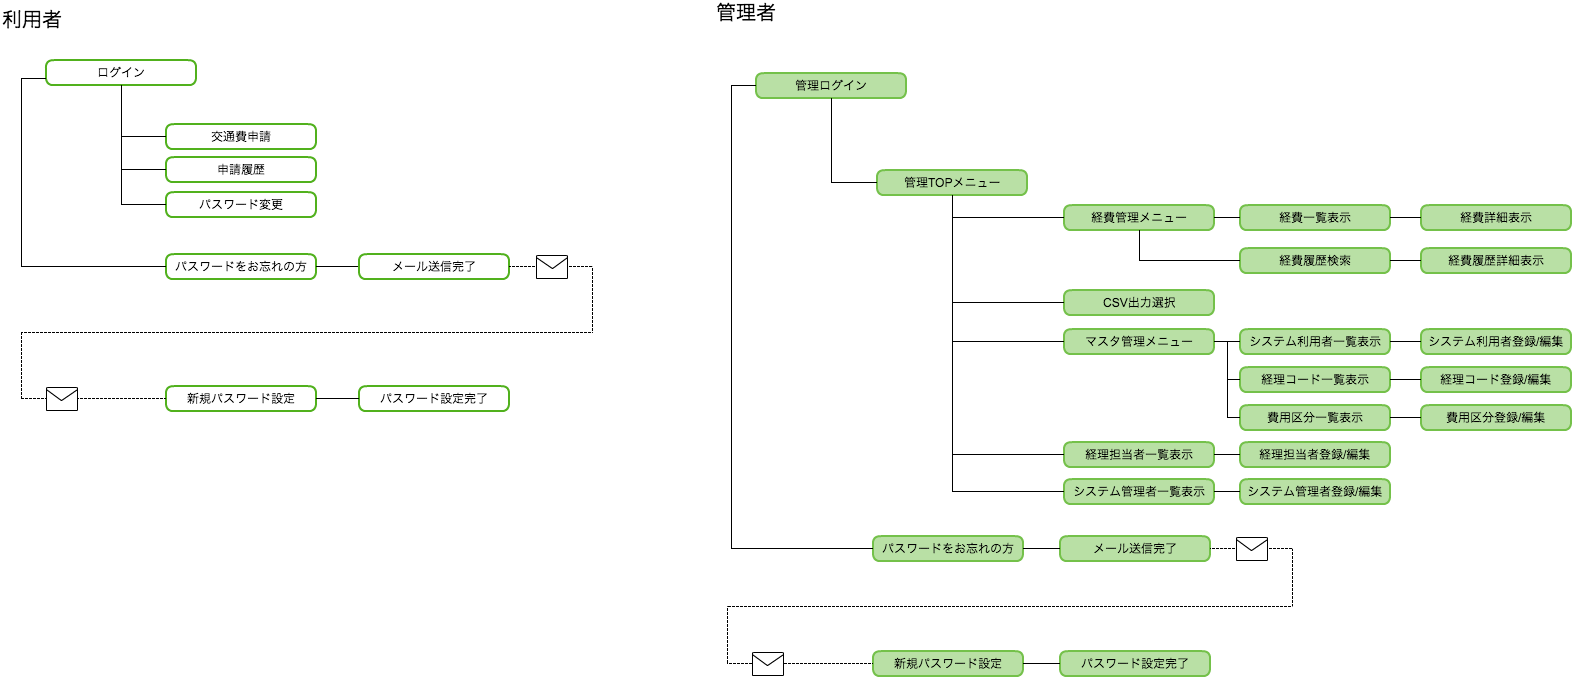 利用者
ログイン
交通費申請
申請履歴
パスワード変更
パスワードをお忘れの方
メール送信完了
新規パスワード設定
パスワード設定完了
管理者
管理ログイン
管理TOPメニュー
経費管理メニュー
経費一覧表示
経費詳細表示
経費履歴検索
経費履歴詳細表示
CSV出力選択
マスタ管理メニュー
システム利用者一覧表示
システム利用者登録/編集
経理コード一覧表示
経理コード登録/編集
費用区分一覧表示
費用区分登録/編集
経理担当者一覧表示
経理担当者登録/編集
システム管理者一覧表示
システム管理者登録/編集
パスワードをお忘れの方
メール送信完了
新規パスワード設定
パスワード設定完了